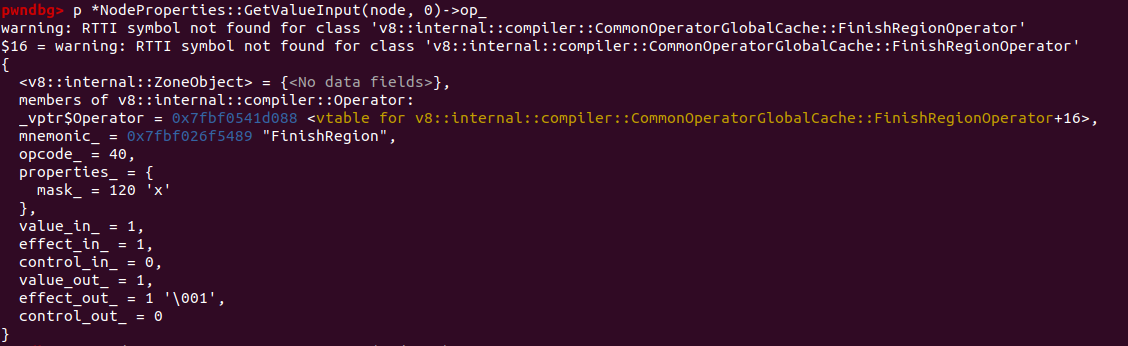 pwndbg> p *NodeProperties::GetValueInput(node, 0)->op_
warning: RTTI symbol not found for class 'v8::internal::compiler::CommonOperatorGlobalCache::FinishRegionOperator'
$16 = warning: RTTI symbol not found for class 'v8::internal::compiler::CommonOperatorGlobalCache::FinishRegionOperator'
{
  <v8::internal::ZoneObject> = {<No data fields>},
  members of v8::internal::compiler::Operator:
  _vptr$Operator = 0x7fbf0541d088 <vtable for v8::internal::compiler::CommonOperatorGlobalCache::FinishRegionOperator+16>,
  mnemonic_ = 0x7fbf026f5489 "FinishRegion",
  opcode_ = 40,
  properties_ = {
    mask_ = 120 'x'
  },
  value_in_ = 1,
  effect_in_ = 1,
  control_in_ = 0,
  value_out_ = 1,
  effect_out_ = 1 '\001',
  control_out_ = 0
}